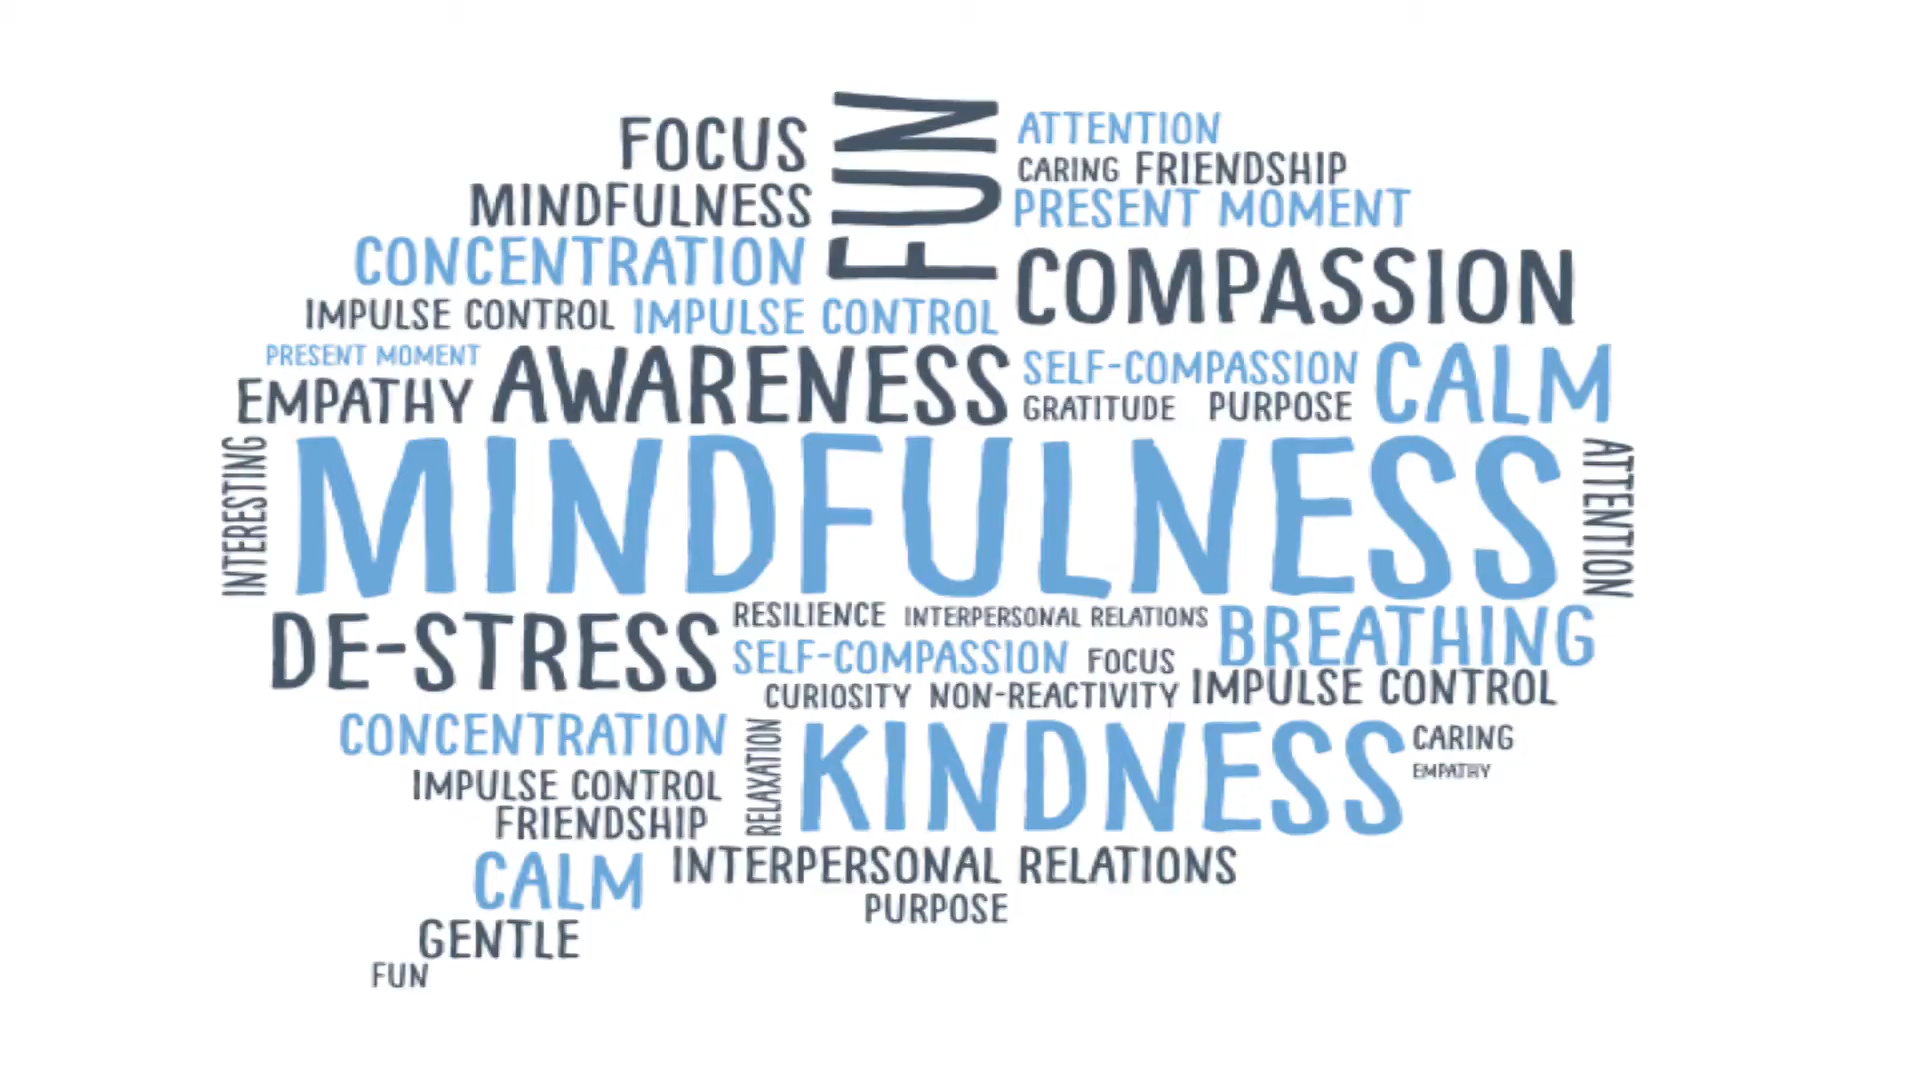 FOCUS
FUN
ATTENTION
CARING FRIENDSHIP
MINDFULNESS
PRESENT MOMENT
CONCENTRATION
COMPASSION
IMPULSE CONTROL IMPULSE CONTROL
PRESENT MOMENT
EMPATHY
AWARENESS
SELF-COMPASSION
GRATITUDE PURPOSE
CALM
INTERESTING
MINDFULNESS
ATTENTION
DE-STRESS
RESILIENCE INTERPERSONAL RELATIONS
BREATHING
SELF-COMPASSION FOCUS
CURIOSITY NON-REACTIVITY IMPULSE CONTROL
CONCENTRATION
RELAXATION
KINDNESS
CARING
EMPATHY
IMPULSE CONTROL
FRIENDSHIP
CALM
INTERPERSONAL RELATIONS
PURPOSE
GENTLE
FUN